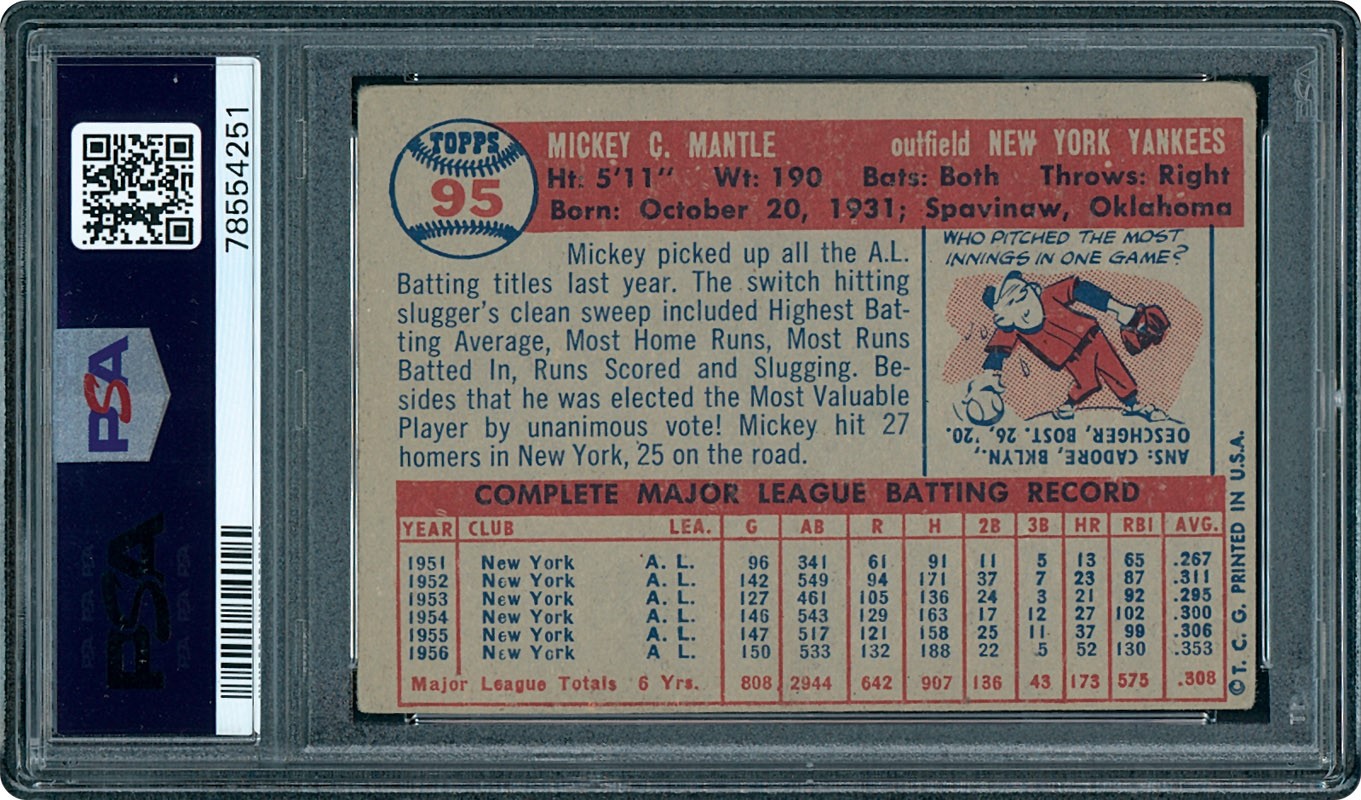 78554251
PSA
PSA
TOPPS
95
MICKEY C. MANTLE outfield NEW YORK YANKEES
Ht: 5'11" Wt: 190 Bats: Both Throws: Right
Born: October 20, 1931; Spavinaw, Oklahoma
Mickey picked up all the A.L.
Batting titles last year. The switch hitting
slugger's clean sweep included Highest Bat-
ting Average, Most Home Runs, Most Runs
Batted In, Runs Scored and Slugging. Be-
sides that he was elected the Most Valuable
Player by unanimous vote! Mickey hit 27
homers in New York, 25 on the road.
WHO PITCHED THE MOST
INNINGS IN ONE GAME?
ANS: CADORE, BKLYN.,
OESCHGER, BOST. 26, '20.
COMPLETE MAJOR LEAGUE BATTING RECORD
YEAR CLUB LEA. G AB R H 2B 3B HR RBI AVG.
1951 New York A. L. 96 341 61 91 11 5 13 65 .267
1952 New York A. L. 142 549 94 171 37 7 23 87 .311
1953 New York A. L. 127 461 105 136 24 3 21 92 .295
1954 New York A. L. 146 543 129 163 17 12 27 102 .300
1955 New York A. L. 147 517 121 158 25 11 37 99 .306
1956 New York A. L. 150 533 132 188 22 5 52 130 .353
Major League Totals 6 Yrs. 808 2944 642 907 136 43 173 575 .308
© T. C. G. PRINTED IN U.S.A.
PSA